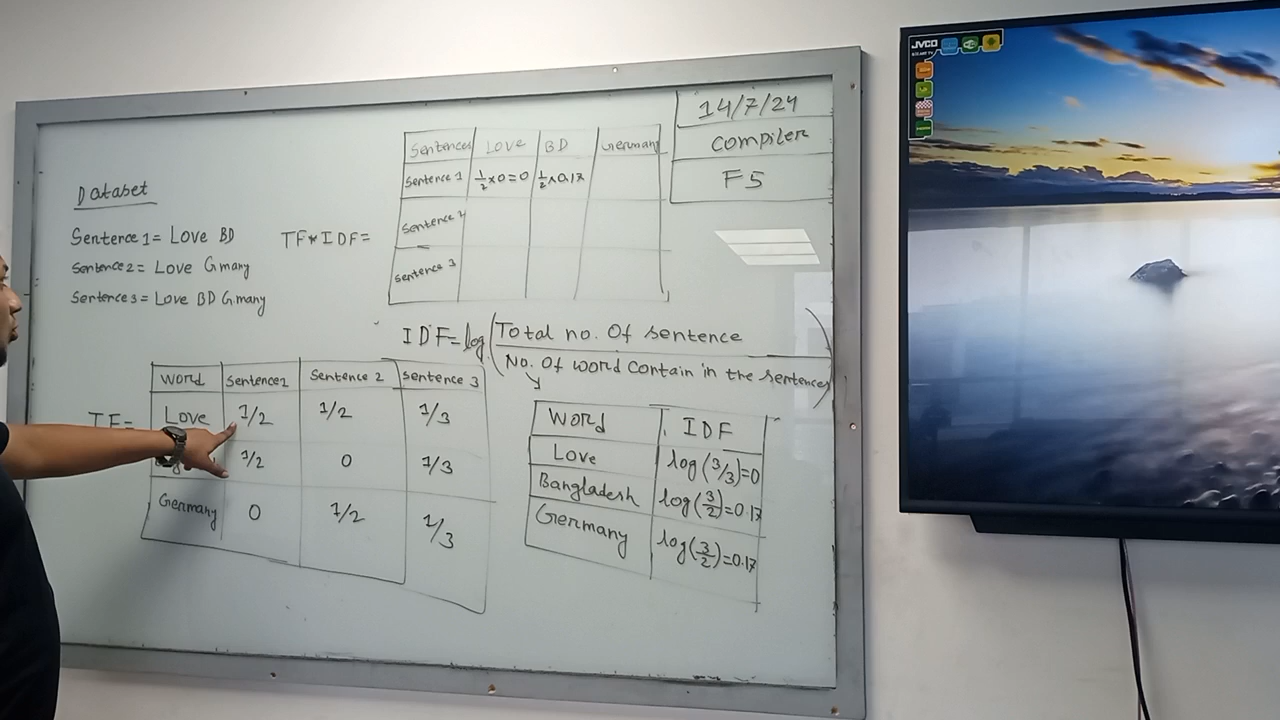 14/7/24
Compiler
F5
Sentences Love BD Germany
Sentence 1 1/2×0=0 1/2×0.17
Sentence 2
Sentence 3
Dataset
Sentence 1= Love BD
Sentence 2= Love Gmany
Sentence 3= Love BD Gmany
TF*IDF=
IDF=log(Total no. Of sentence
No. Of word contain in the sentences)
TF=
Word Sentence1 Sentence 2 Sentence 3
Love 1/2 1/2 1/3
1/2 0 1/3
Germany 0 1/2 1/3
Word IDF
Love log(3/3)=0
Bangladesh log(3/2)=0.17
Germany log(3/2)=0.17
JVCO